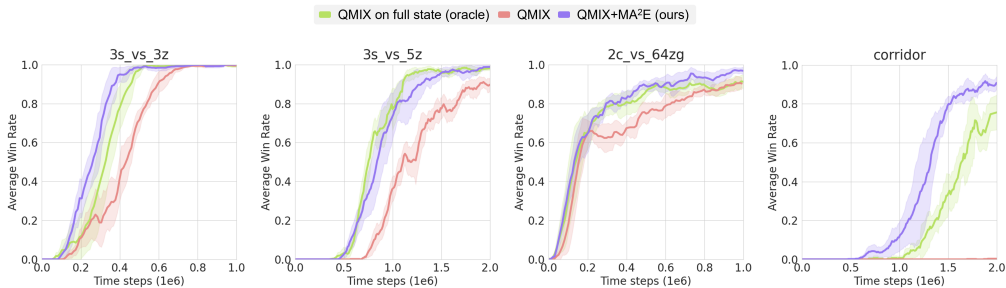 QMIX on full state (oracle) QMIX QMIX+MA²E (ours)
3s_vs_3z 3s_vs_5z 2c_vs_64zg corridor
1.0 1.0 1.0 1.0
0.8 0.8 0.8 0.8
0.6 0.6 0.6 0.6
0.4 0.4 0.4 0.4
0.2 0.2 0.2 0.2
0.0 0.0 0.0 0.0
Average Win Rate Average Win Rate Average Win Rate Average Win Rate
0.0 0.2 0.4 0.6 0.8 1.0 0.0 0.5 1.0 1.5 2.0 0.0 0.2 0.4 0.6 0.8 1.0 0.0 0.5 1.0 1.5 2.0
Time steps (1e6) Time steps (1e6) Time steps (1e6) Time steps (1e6)